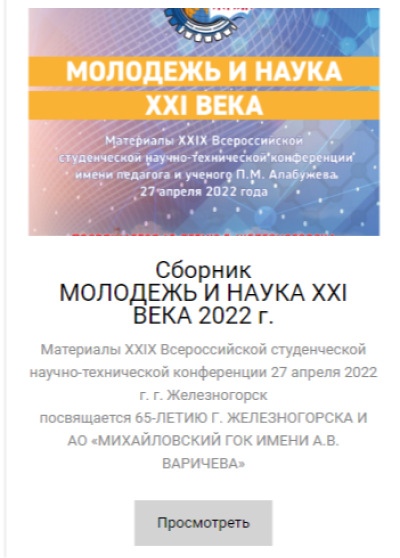 МОЛОДЕЖЬ И НАУКА
XXI ВЕКА
Материалы XXIX Всероссийской
студенческой научно-технической конференции
имени педагога и ученого П.М. Алабужева
27 апреля 2022 года
Сборник
МОЛОДЕЖЬ И НАУКА XXI
ВЕКА 2022 г.
Материалы XXIX Всероссийской студенческой
научно-технической конференции 27 апреля 2022
г. г. Железногорск
посвящается 65-ЛЕТИЮ Г. ЖЕЛЕЗНОГОРСКА И
АО «МИХАЙЛОВСКИЙ ГОК ИМЕНИ А.В.
ВАРИЧЕВА»
Просмотреть